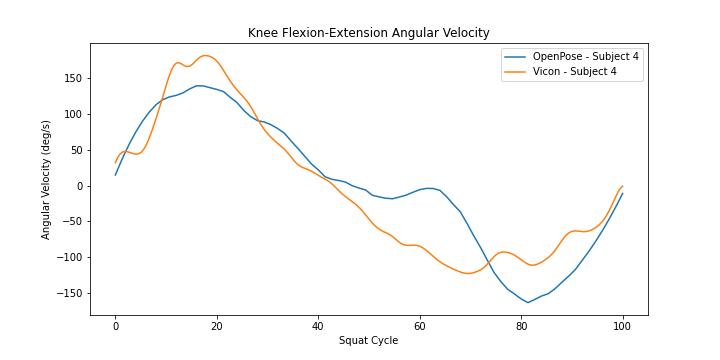 Knee Flexion-Extension Angular Velocity
OpenPose - Subject 4
Vicon - Subject 4
Angular Velocity (deg/s)
150
100
50
0
−50
−100
−150
0 20 40 60 80 100
Squat Cycle